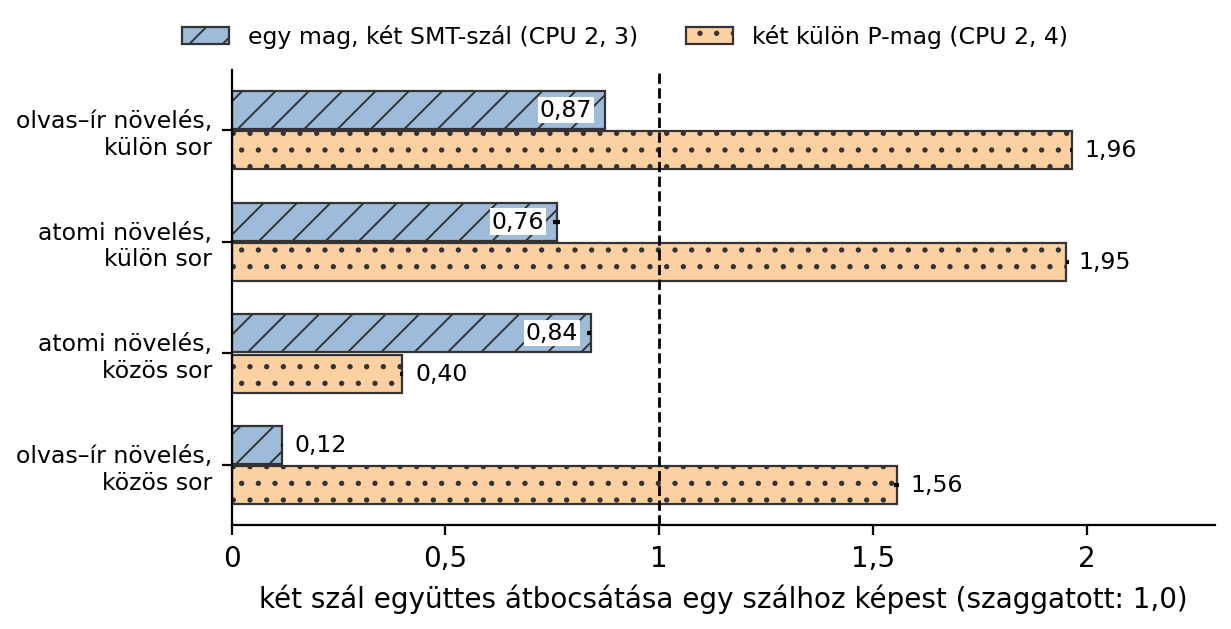 egy mag, két SMT-szál (CPU 2, 3)
két külön P-mag (CPU 2, 4)
olvas–ír növelés,
külön sor
0,87
1,96
atomi növelés,
külön sor
0,76
1,95
atomi növelés,
közös sor
0,84
0,40
olvas–ír növelés,
közös sor
0,12
1,56
0 0,5 1 1,5 2
két szál együttes átbocsátása egy szálhoz képest (szaggatott: 1,0)